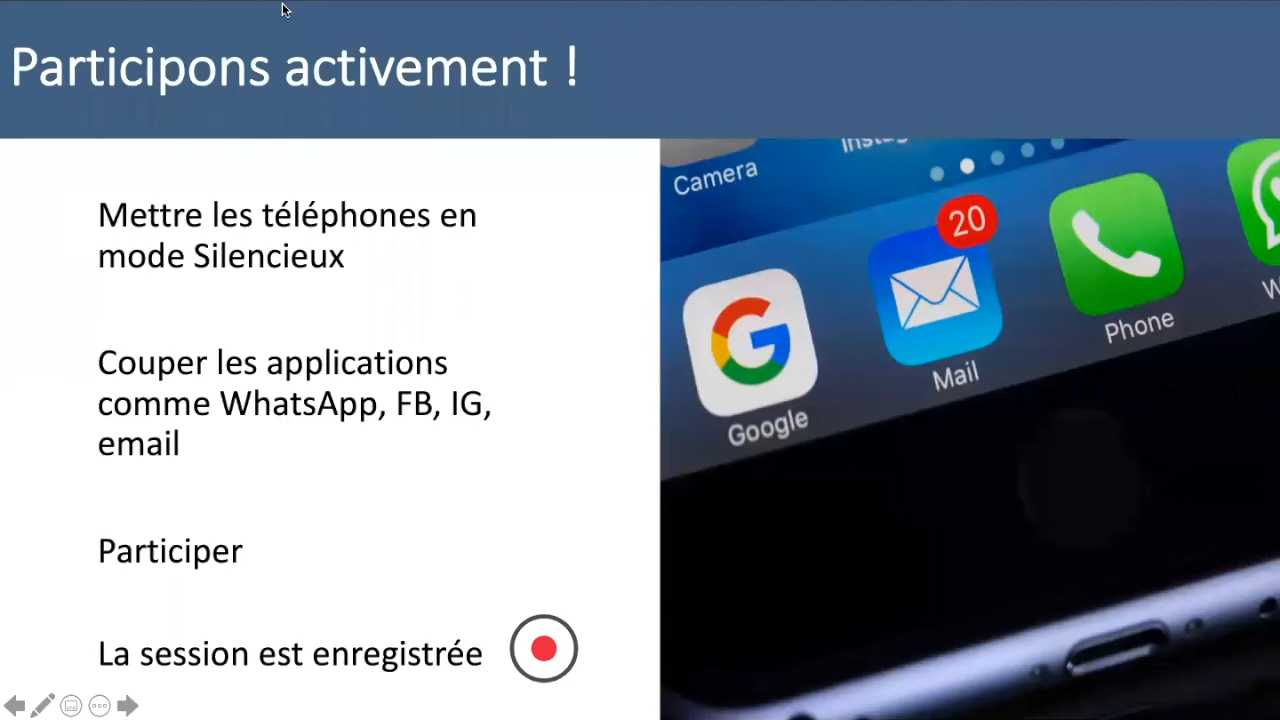 Participons activement !
Mettre les téléphones en
mode Silencieux
Couper les applications
comme WhatsApp, FB, IG,
email
Participer
La session est enregistrée
Camera
20
Google
Mail
Phone